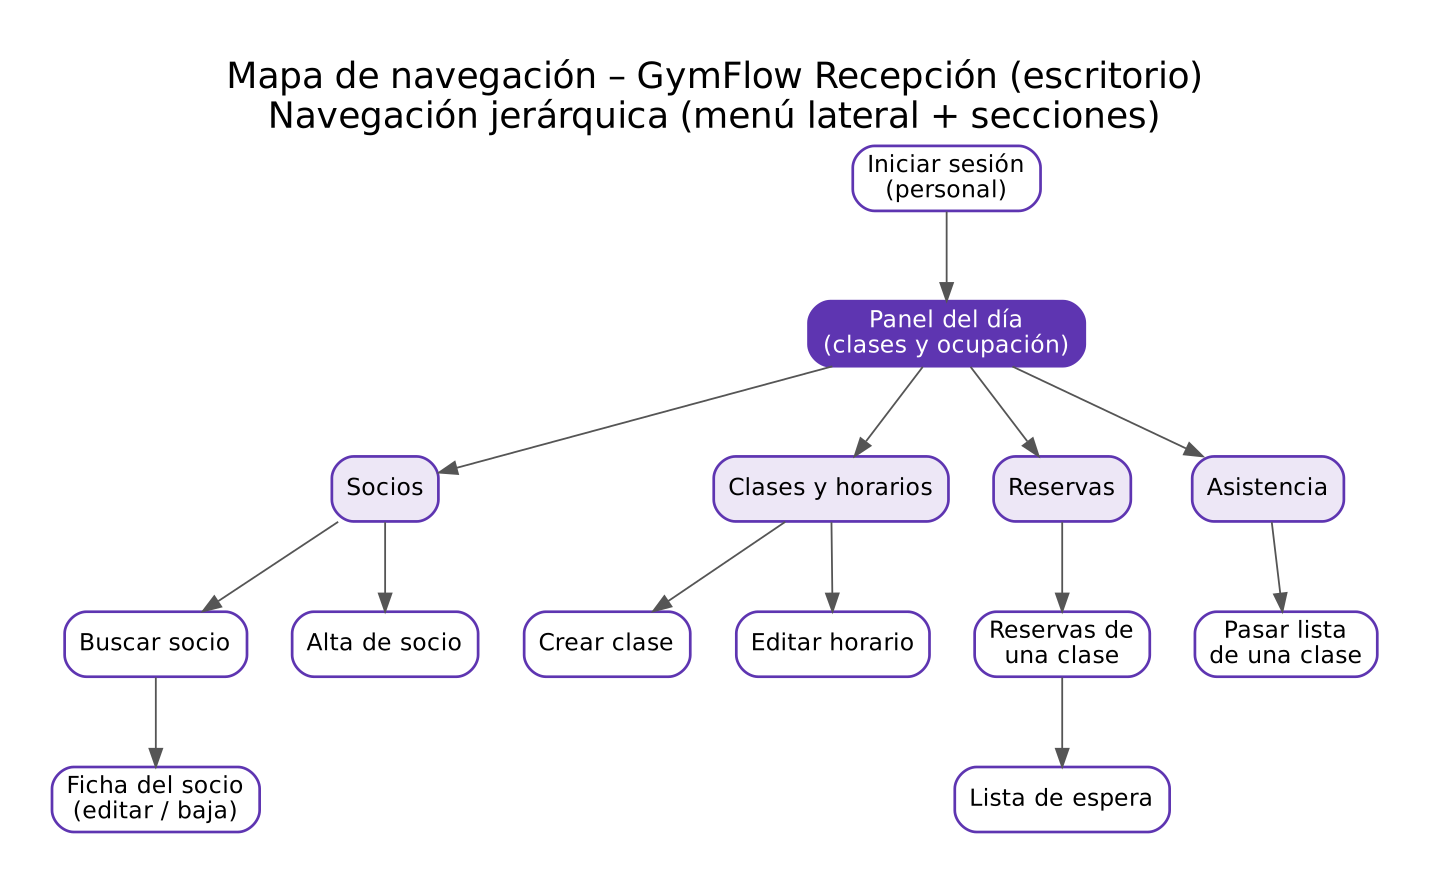 Mapa de navegación – GymFlow Recepción (escritorio)
Navegación jerárquica (menú lateral + secciones)
Iniciar sesión
(personal)
Panel del día
(clases y ocupación)
Socios
Clases y horarios
Reservas
Asistencia
Buscar socio
Alta de socio
Crear clase
Editar horario
Reservas de
una clase
Pasar lista
de una clase
Ficha del socio
(editar / baja)
Lista de espera